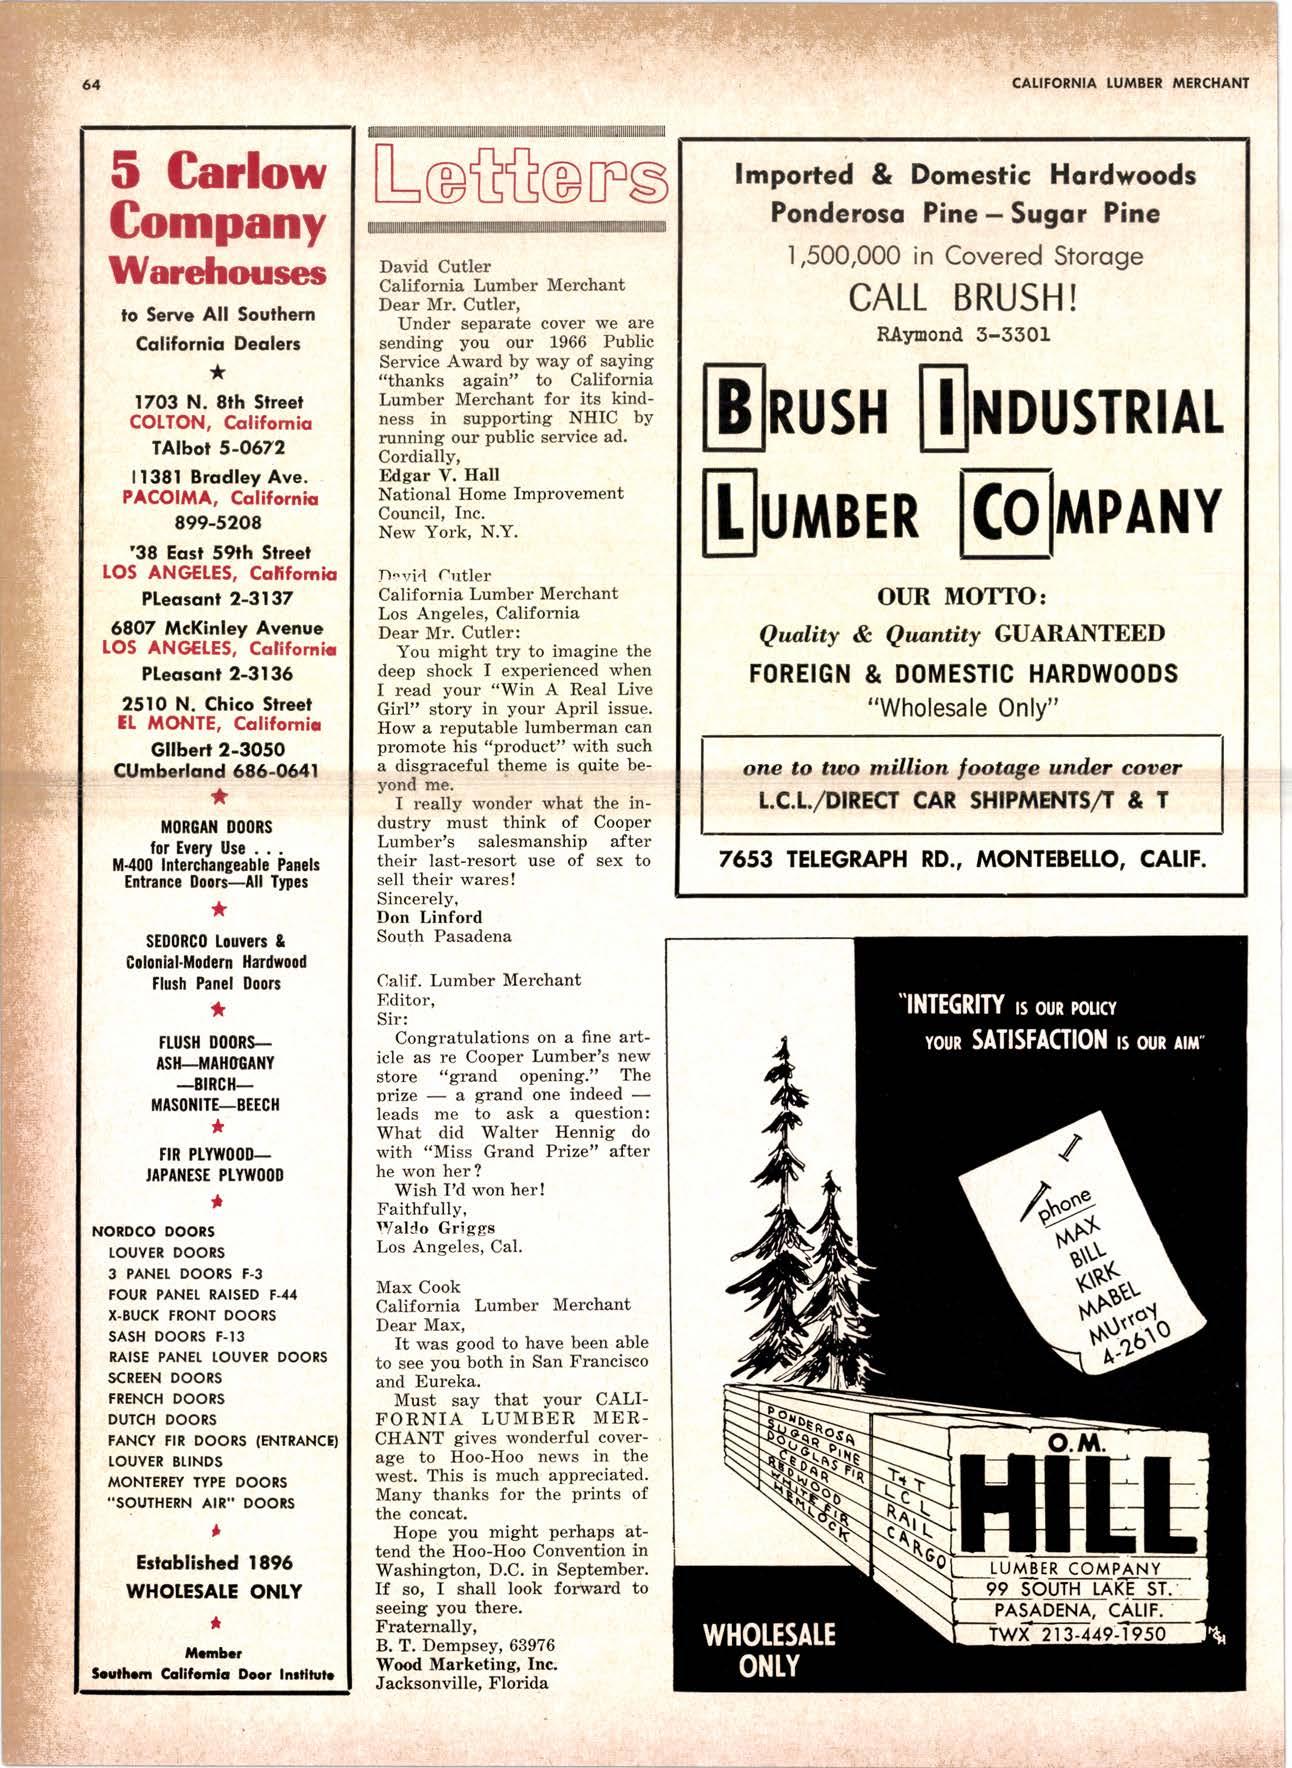 64
CALIFORNIA LUMBER MERCHANT
5 Carlow
Company
Warehouses
to Serve All Southern
California Dealers
1703 N. 8th Street
COLTON, California
TAlbot 5-0672
11381 Bradley Ave.
PACOIMA, California
899-5208
'38 East 59th Street
LOS ANGELES, California
PLeasant 2-3137
6807 McKinley Avenue
LOS ANGELES, California
PLeasant 2-3136
2510 N. Chico Street
EL MONTE, California
GIlbert 2-3050
CUmberland 686-0641
MORGAN DOORS
for Every Use . . .
M-400 Interchangeable Panels
Entrance Doors—All Types
SEDORCO Louvers &
Colonial-Modern Hardwood
Flush Panel Doors
FLUSH DOORS—
ASH—MAHOGANY
—BIRCH—
MASONITE—BEECH
FIR PLYWOOD—
JAPANESE PLYWOOD
NORDCO DOORS
LOUVER DOORS
3 PANEL DOORS F-3
FOUR PANEL RAISED F-44
X-BUCK FRONT DOORS
SASH DOORS F-13
RAISE PANEL LOUVER DOORS
SCREEN DOORS
FRENCH DOORS
DUTCH DOORS
FANCY FIR DOORS (ENTRANCE)
LOUVER BLINDS
MONTEREY TYPE DOORS
"SOUTHERN AIR" DOORS
Established 1896
WHOLESALE ONLY
Member
Southern California Door Institute
Letters
David Cutler
California Lumber Merchant
Dear Mr. Cutler,
Under separate cover we are
sending you our 1966 Public
Service Award by way of saying
"thanks again" to California
Lumber Merchant for its kind-
ness in supporting NHIC by
running our public service ad.
Cordially,
Edgar V. Hall
National Home Improvement
Council, Inc.
New York, N.Y.
David Cutler
California Lumber Merchant
Los Angeles, California
Dear Mr. Cutler:
You might try to imagine the
deep shock I experienced when
I read your "Win A Real Live
Girl" story in your April issue.
How a reputable lumberman can
promote his "product" with such
a disgraceful theme is quite be-
yond me.
I really wonder what the in-
dustry must think of Cooper
Lumber's salesmanship after
their last-resort use of sex to
sell their wares!
Sincerely,
Don Linford
South Pasadena
Calif. Lumber Merchant
Editor,
Sir:
Congratulations on a fine art-
icle as re Cooper Lumber's new
store "grand opening." The
prize — a grand one indeed —
leads me to ask a question:
What did Walter Hennig do
with "Miss Grand Prize" after
he won her?
Wish I'd won her!
Faithfully,
Waldo Griggs
Los Angeles, Cal.
Max Cook
California Lumber Merchant
Dear Max,
It was good to have been able
to see you both in San Francisco
and Eureka.
Must say that your CALI-
FORNIA LUMBER MER-
CHANT gives wonderful cover-
age to Hoo-Hoo news in the
west. This is much appreciated.
Many thanks for the prints of
the concat.
Hope you might perhaps at-
tend the Hoo-Hoo Convention in
Washington, D.C. in September.
If so, I shall look forward to
seeing you there.
Fraternally,
B. T. Dempsey, 63976
Wood Marketing, Inc.
Jacksonville, Florida
Imported & Domestic Hardwoods
Ponderosa Pine – Sugar Pine
1,500,000 in Covered Storage
CALL BRUSH!
RAymond 3-3301
BRUSH INDUSTRIAL
LUMBER COMPANY
OUR MOTTO:
Quality & Quantity GUARANTEED
FOREIGN & DOMESTIC HARDWOODS
"Wholesale Only"
one to two million footage under cover
L.C.L./DIRECT CAR SHIPMENTS/T & T
7653 TELEGRAPH RD., MONTEBELLO, CALIF.
"INTEGRITY IS OUR POLICY
YOUR SATISFACTION IS OUR AIM"
phone
MAX
BILL
KIRK
MABEL
MUrray
4-2610
PONDEROSA
SUGAR PINE
DOUGLAS FIR
CEDAR
REDWOOD
WHITE FIR
HEMLOCK
T & T
L C L
RAIL
CARGO
O.M.
HILL
LUMBER COMPANY
99 SOUTH LAKE ST.
PASADENA, CALIF.
TWX 213-449-1950
WHOLESALE
ONLY